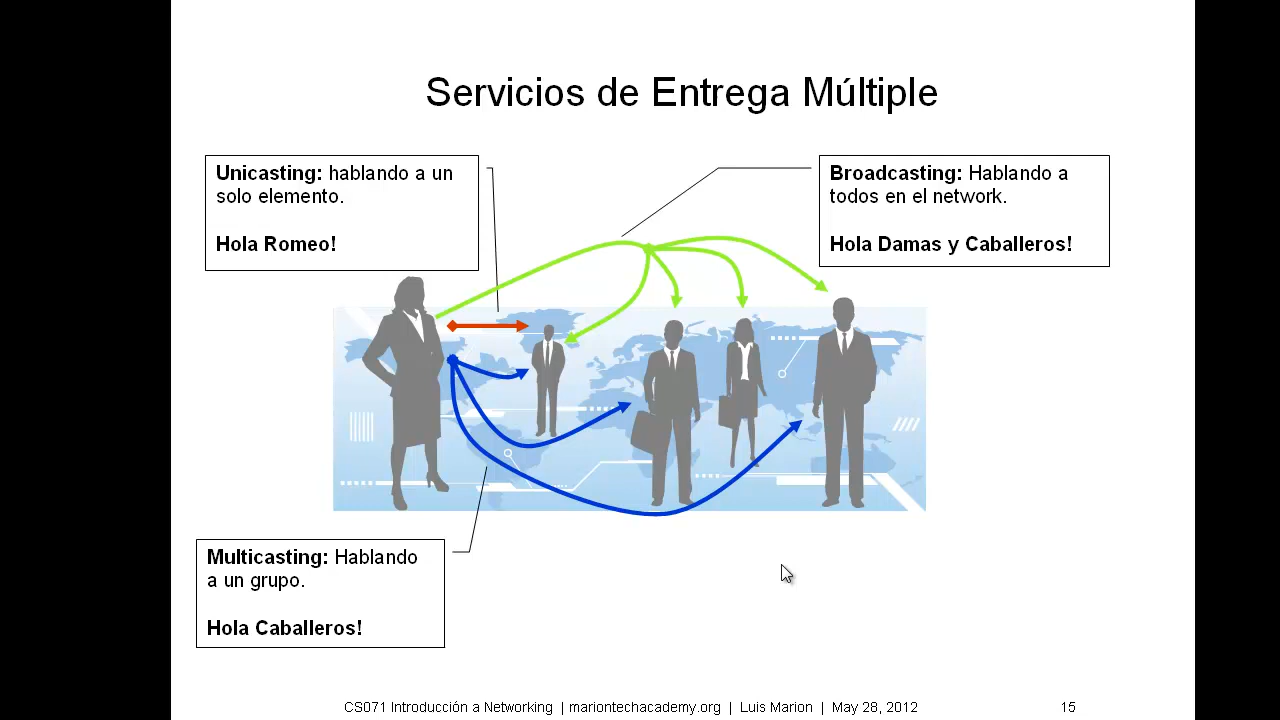 Servicios de Entrega Múltiple
Unicasting: hablando a un
solo elemento.
Hola Romeo!
Broadcasting: Hablando a
todos en el network.
Hola Damas y Caballeros!
Multicasting: Hablando
a un grupo.
Hola Caballeros!
CS071 Introducción a Networking | mariontechacademy.org | Luis Marion | May 28, 2012
15